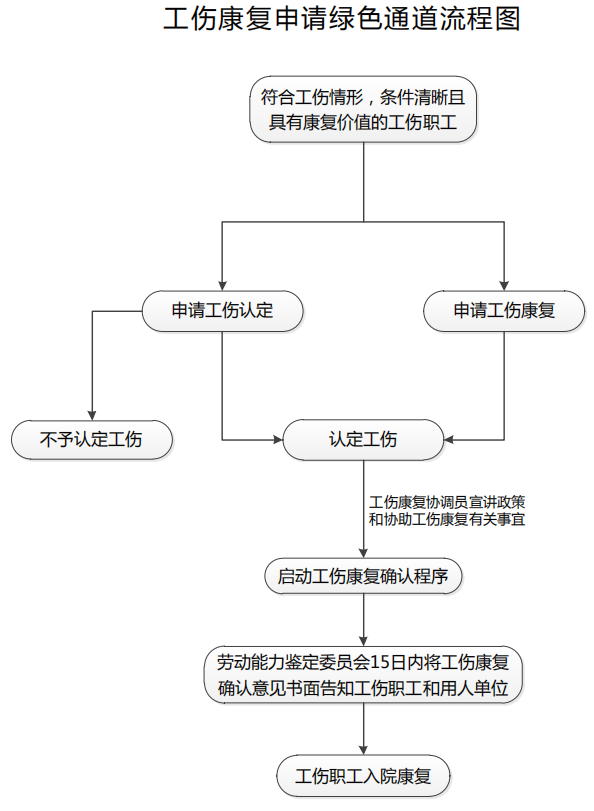 工伤康复申请绿色通道流程图
符合工伤情形，条件清晰且
具有康复价值的工伤职工
申请工伤认定
申请工伤康复
不予认定工伤
认定工伤
工伤康复协调员宣讲政策
和协助工伤康复有关事宜
启动工伤康复确认程序
劳动能力鉴定委员会15日内将工伤康复
确认意见书面告知工伤职工和用人单位
工伤职工入院康复